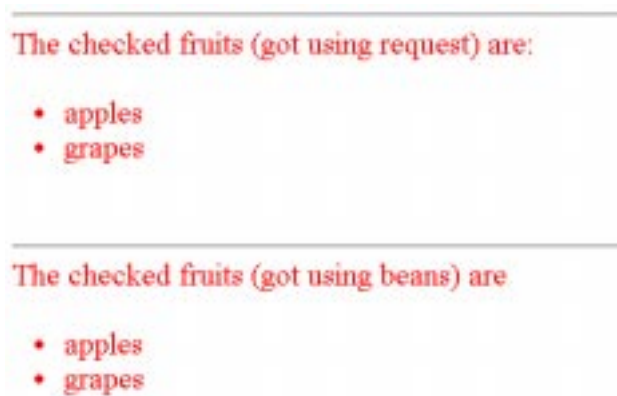 The checked fruits (got using request) are:
• apples
• grapes
The checked fruits (got using beans) are
• apples
• grapes